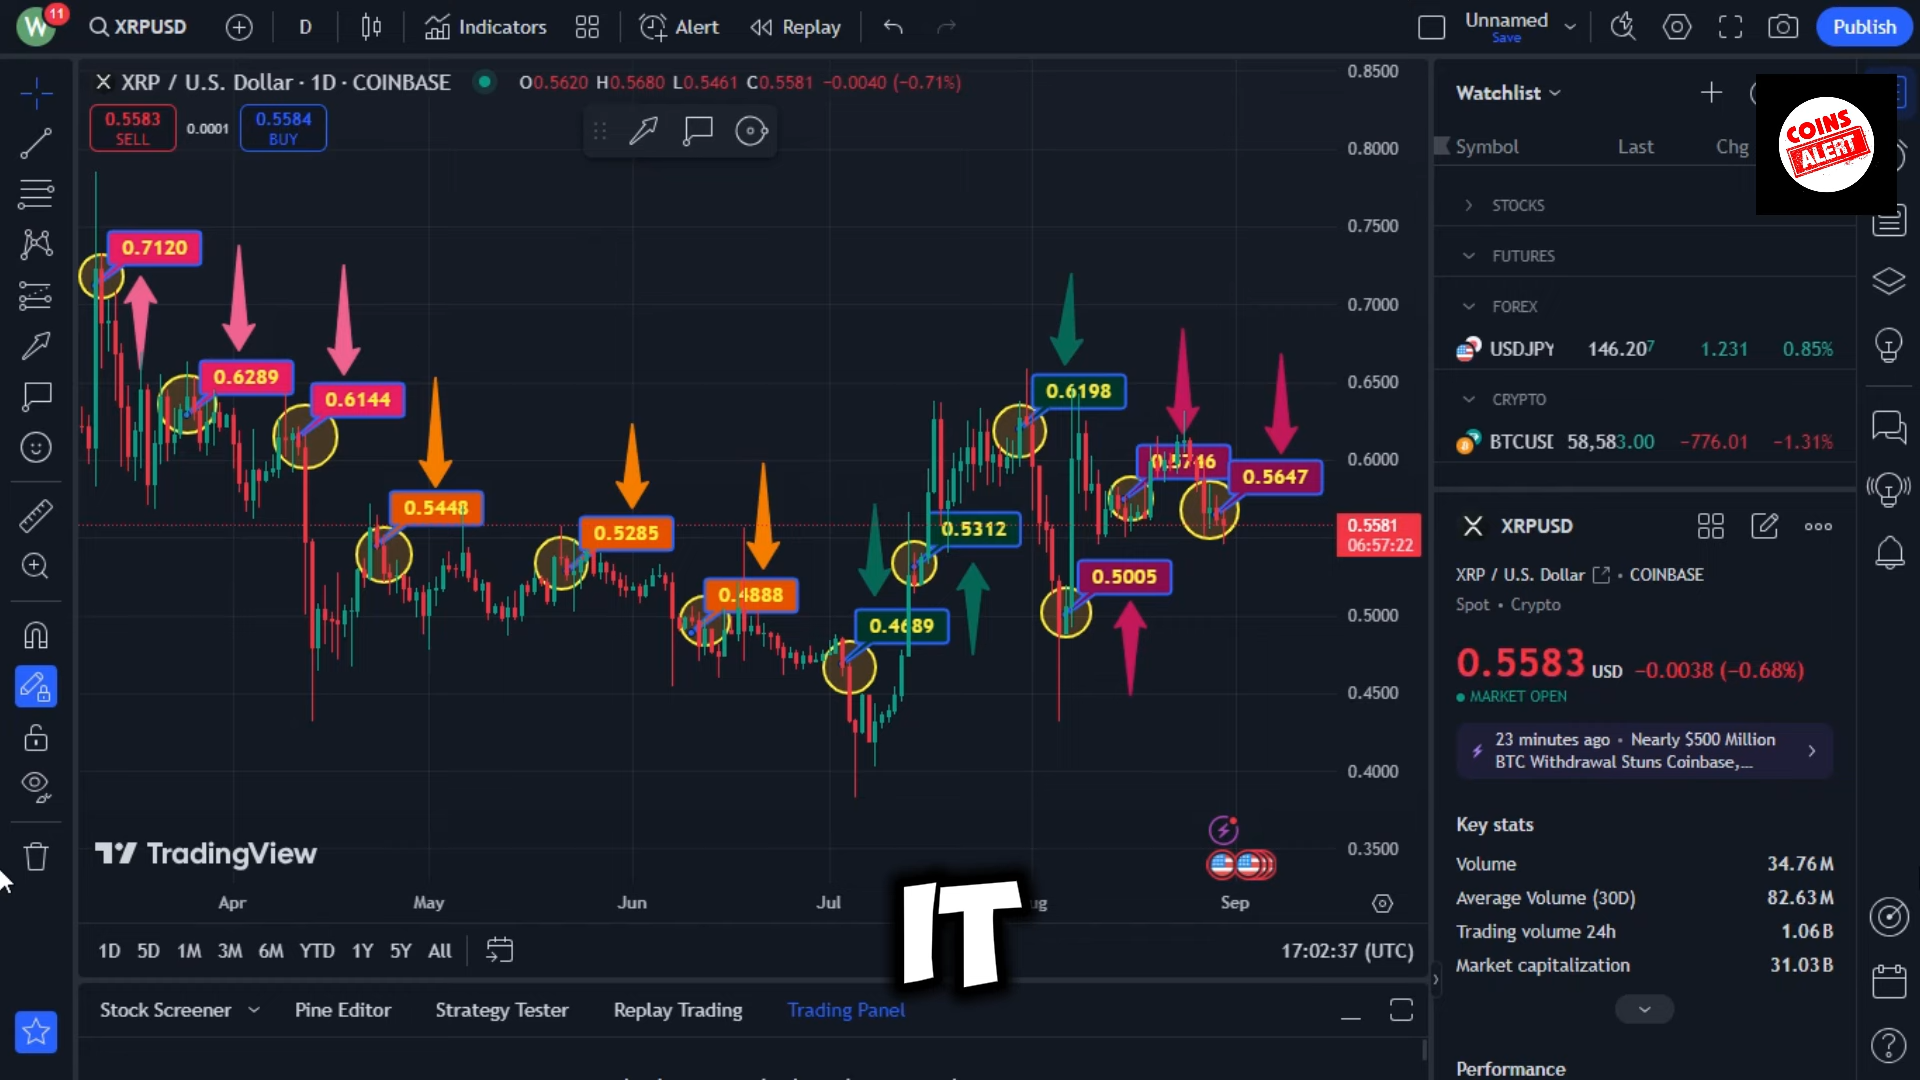 W
11
XRPUSD
D
Indicators
Alert
Replay
Unnamed
Save
Publish
XRP / U.S. Dollar · 1D · COINBASE
O0.5620 H0.5680 L0.5461 C0.5581 −0.0040 (−0.71%)
0.5583
SELL
0.0001
0.5584
BUY
0.7120
0.6289
0.6144
0.5448
0.5285
0.4888
0.4689
0.5312
0.6198
0.5005
0.5746
0.5647
0.8500
0.8000
0.7500
0.7000
0.6500
0.6000
0.5581
06:57:22
0.5000
0.4500
0.4000
0.3500
TradingView
Apr
May
Jun
Jul
Sep
IT
1D
5D
1M
3M
6M
YTD
1Y
5Y
All
17:02:37 (UTC)
Stock Screener
Pine Editor
Strategy Tester
Replay Trading
Trading Panel
Watchlist
COINS
ALERT
Symbol
Last
Chg
STOCKS
FUTURES
FOREX
USDJPY 146.207 1.231 0.85%
CRYPTO
BTCUSD 58,583.00 −776.01 −1.31%
XRPUSD
XRP / U.S. Dollar • COINBASE
Spot • Crypto
0.5583 USD −0.0038 (−0.68%)
MARKET OPEN
23 minutes ago • Nearly $500 Million
BTC Withdrawal Stuns Coinbase,...
Key stats
Volume 34.76M
Average Volume (30D) 82.63M
Trading volume 24h 1.06B
Market capitalization 31.03B
Performance